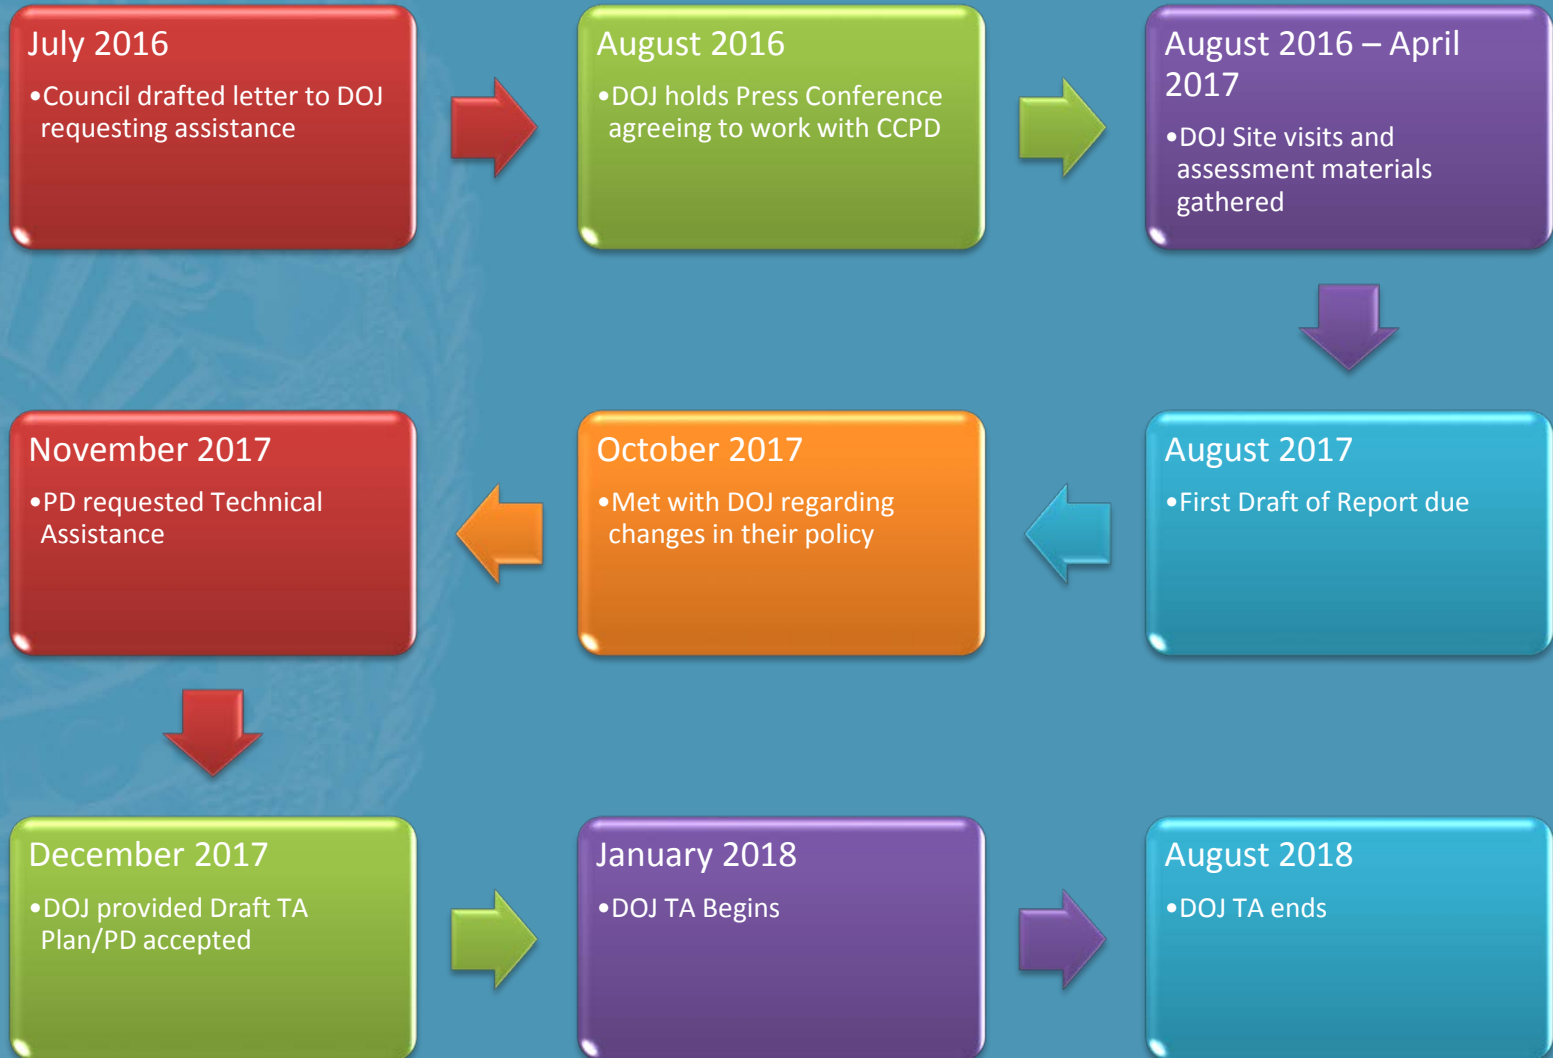 July 2016
•Council drafted letter to DOJ
requesting assistance
August 2016
•DOJ holds Press Conference
agreeing to work with CCPD
August 2016 – April
2017
•DOJ Site visits and
assessment materials
gathered
August 2017
•First Draft of Report due
October 2017
•Met with DOJ regarding
changes in their policy
November 2017
•PD requested Technical
Assistance
December 2017
•DOJ provided Draft TA
Plan/PD accepted
January 2018
•DOJ TA Begins
August 2018
•DOJ TA ends